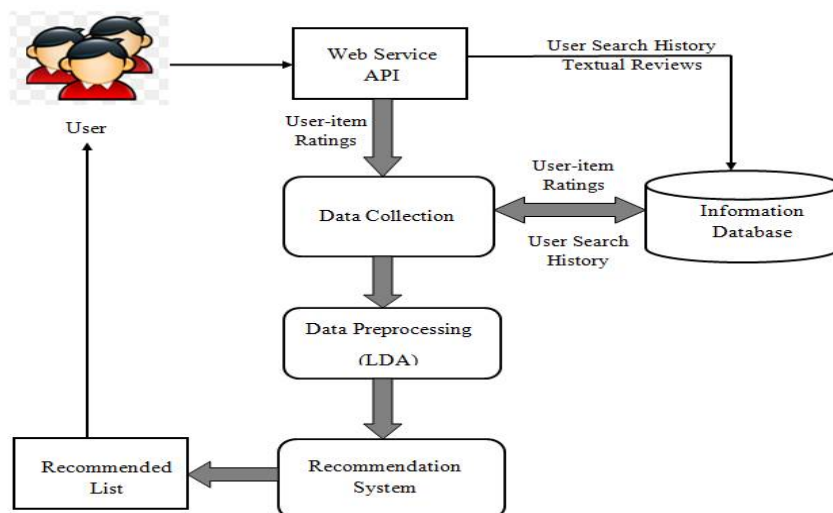 Web Service
API
User Search History
Textual Reviews
User
User-item
Ratings
User-item
Ratings
Data Collection
Information
Database
User Search
History
Data Preprocessing
(LDA)
Recommended
List
Recommendation
System